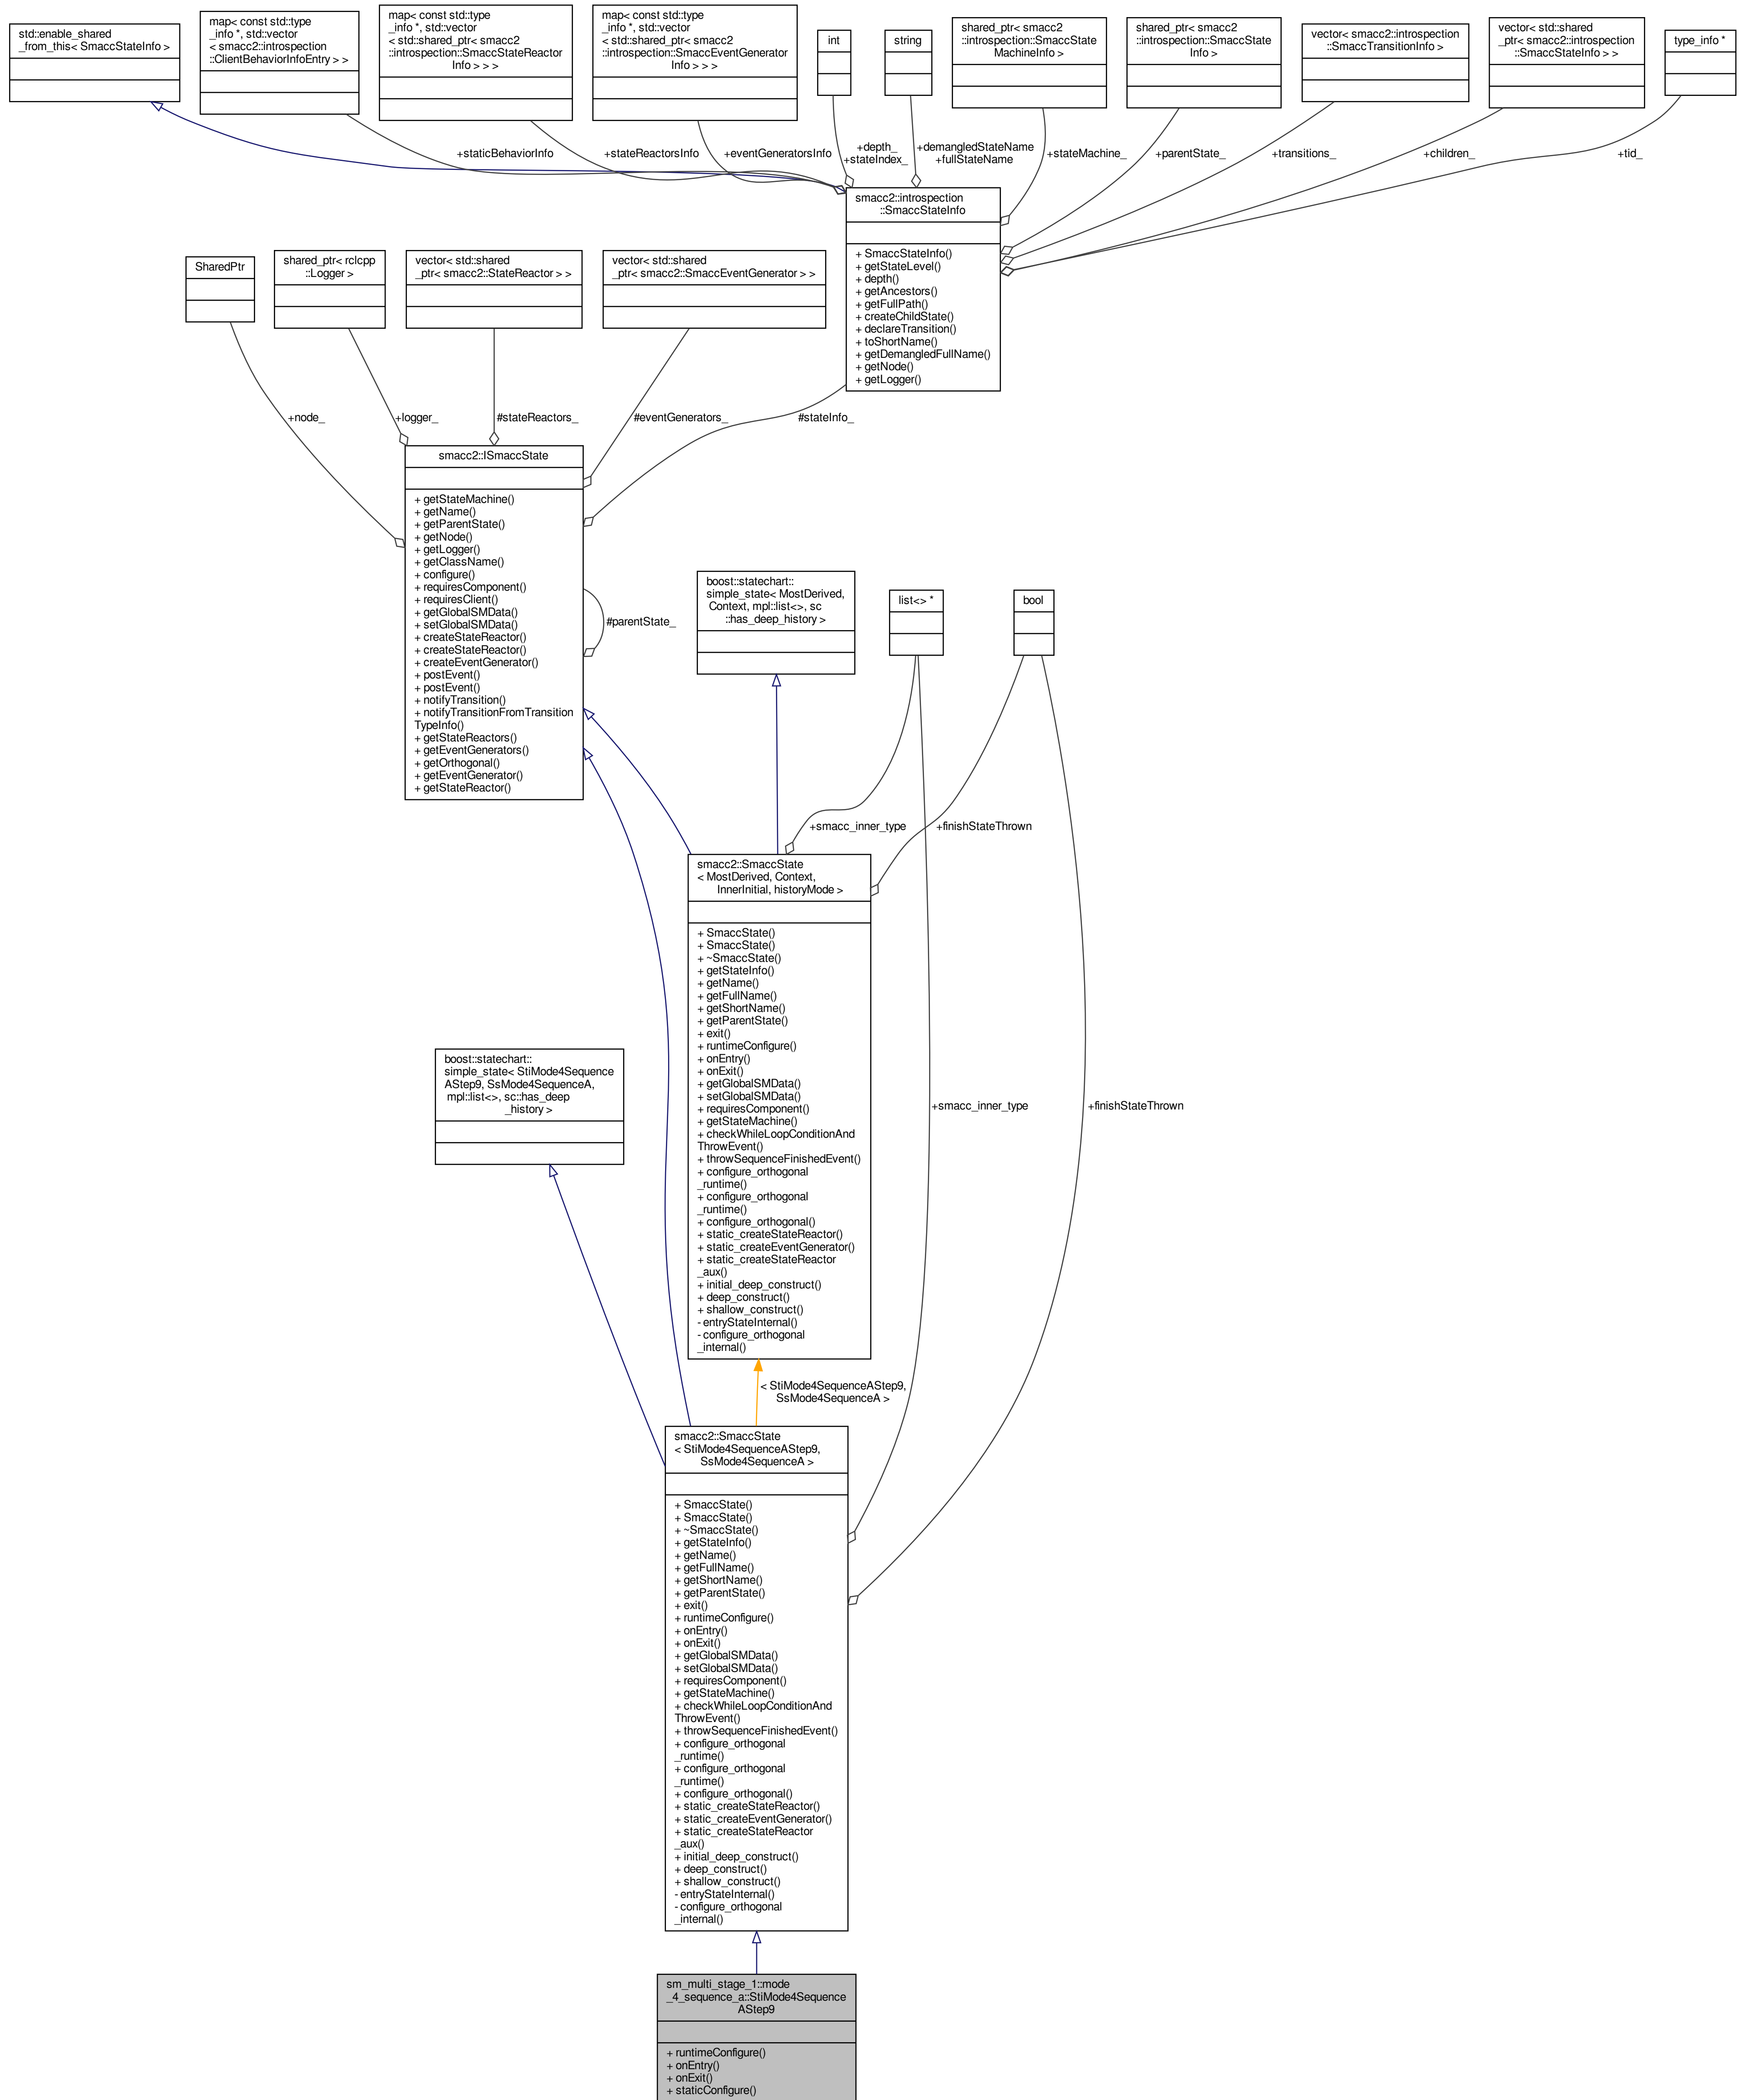 std::enable_shared
_from_this< SmaccStateInfo >
map< const std::type
_info *, std::vector
< smacc2::introspection
::ClientBehaviorInfoEntry > >
map< const std::type
_info *, std::vector
< std::shared_ptr< smacc2
::introspection::SmaccStateReactor
Info > > >
map< const std::type
_info *, std::vector
< std::shared_ptr< smacc2
::introspection::SmaccEventGenerator
Info > > >
int
string
shared_ptr< smacc2
::introspection::SmaccState
MachineInfo >
shared_ptr< smacc2
::introspection::SmaccState
Info >
vector< smacc2::introspection
::SmaccTransitionInfo >
vector< std::shared
_ptr< smacc2::introspection
::SmaccStateInfo > >
type_info *
+staticBehaviorInfo
+stateReactorsInfo
+eventGeneratorsInfo
+depth_
+stateIndex_
+demangledStateName
+fullStateName
+stateMachine_
+parentState_
+transitions_
+children_
+tid_
smacc2::introspection
::SmaccStateInfo
+ SmaccStateInfo()
+ getStateLevel()
+ depth()
+ getAncestors()
+ getFullPath()
+ createChildState()
+ declareTransition()
+ toShortName()
+ getDemangledFullName()
+ getNode()
+ getLogger()
SharedPtr
shared_ptr< rclcpp
::Logger >
vector< std::shared
_ptr< smacc2::StateReactor > >
vector< std::shared
_ptr< smacc2::SmaccEventGenerator > >
+node_
+logger_
#stateReactors_
#eventGenerators_
#stateInfo_
smacc2::ISmaccState
+ getStateMachine()
+ getName()
+ getParentState()
+ getNode()
+ getLogger()
+ getClassName()
+ configure()
+ requiresComponent()
+ requiresClient()
+ getGlobalSMData()
+ setGlobalSMData()
+ createStateReactor()
+ createStateReactor()
+ createEventGenerator()
+ postEvent()
+ postEvent()
+ notifyTransition()
+ notifyTransitionFromTransition
TypeInfo()
+ getStateReactors()
+ getEventGenerators()
+ getOrthogonal()
+ getEventGenerator()
+ getStateReactor()
#parentState_
boost::statechart::
simple_state< MostDerived,
Context, mpl::list<>, sc
::has_deep_history >
list<> *
bool
+smacc_inner_type
+finishStateThrown
smacc2::SmaccState
< MostDerived, Context,
InnerInitial, historyMode >
+ SmaccState()
+ SmaccState()
+ ~SmaccState()
+ getStateInfo()
+ getName()
+ getFullName()
+ getShortName()
+ getParentState()
+ exit()
+ runtimeConfigure()
+ onEntry()
+ onExit()
+ getGlobalSMData()
+ setGlobalSMData()
+ requiresComponent()
+ getStateMachine()
+ checkWhileLoopConditionAnd
ThrowEvent()
+ throwSequenceFinishedEvent()
+ configure_orthogonal
_runtime()
+ configure_orthogonal
_runtime()
+ configure_orthogonal()
+ static_createStateReactor()
+ static_createEventGenerator()
+ static_createStateReactor
_aux()
+ initial_deep_construct()
+ deep_construct()
+ shallow_construct()
- entryStateInternal()
- configure_orthogonal
_internal()
boost::statechart::
simple_state< StiMode4Sequence
AStep9, SsMode4SequenceA,
mpl::list<>, sc::has_deep
_history >
+smacc_inner_type
+finishStateThrown
< StiMode4SequenceAStep9,
SsMode4SequenceA >
smacc2::SmaccState
< StiMode4SequenceAStep9,
SsMode4SequenceA >
+ SmaccState()
+ SmaccState()
+ ~SmaccState()
+ getStateInfo()
+ getName()
+ getFullName()
+ getShortName()
+ getParentState()
+ exit()
+ runtimeConfigure()
+ onEntry()
+ onExit()
+ getGlobalSMData()
+ setGlobalSMData()
+ requiresComponent()
+ getStateMachine()
+ checkWhileLoopConditionAnd
ThrowEvent()
+ throwSequenceFinishedEvent()
+ configure_orthogonal
_runtime()
+ configure_orthogonal
_runtime()
+ configure_orthogonal()
+ static_createStateReactor()
+ static_createEventGenerator()
+ static_createStateReactor
_aux()
+ initial_deep_construct()
+ deep_construct()
+ shallow_construct()
- entryStateInternal()
- configure_orthogonal
_internal()
sm_multi_stage_1::mode
_4_sequence_a::StiMode4Sequence
AStep9
+ runtimeConfigure()
+ onEntry()
+ onExit()
+ staticConfigure()